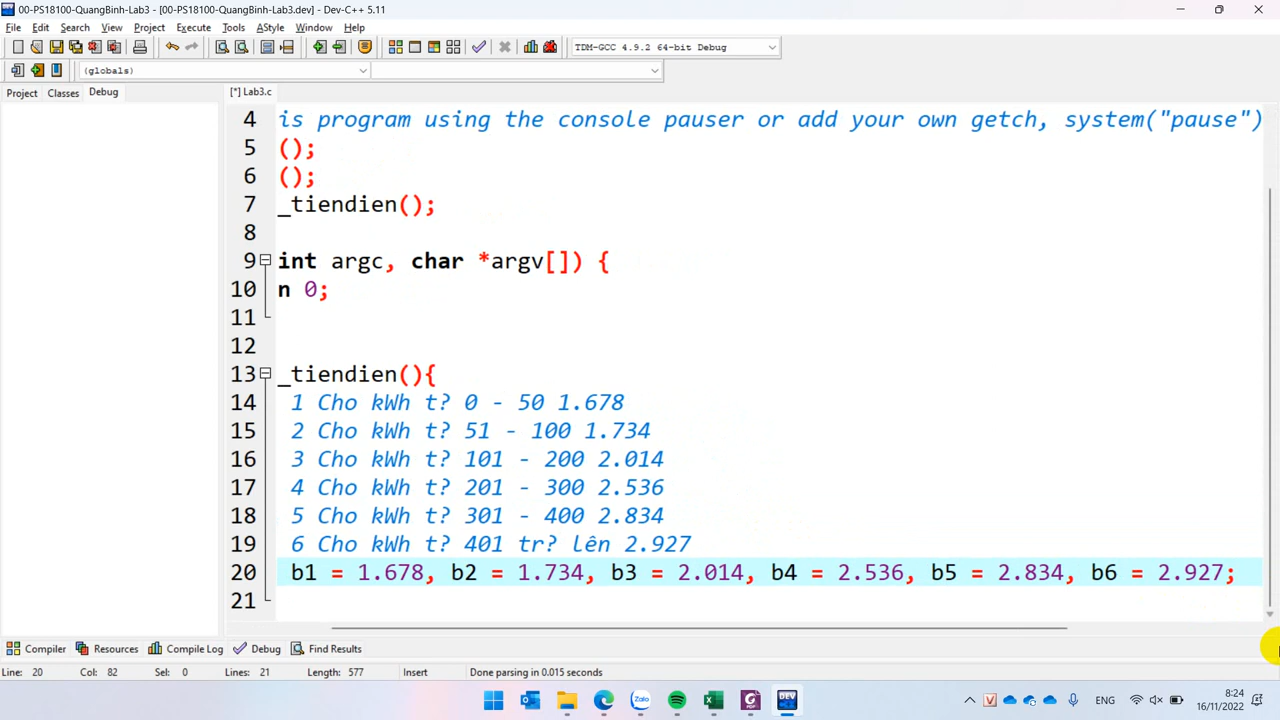 00-PS18100-QuangBinh-Lab3 - [00-PS18100-QuangBinh-Lab3.dev] - Dev-C++ 5.11
File Edit Search View Project Execute Tools AStyle Window Help
TDM-GCC 4.9.2 64-bit Debug
(globals)
Project Classes Debug
[*] Lab3.c
4 is program using the console pauser or add your own getch, system("pause")
5 ();
6 ();
7 _tiendien();
8
9 int argc, char *argv[]) {
10 n 0;
11
12
13 _tiendien(){
14 1 Cho kWh t? 0 - 50 1.678
15 2 Cho kWh t? 51 - 100 1.734
16 3 Cho kWh t? 101 - 200 2.014
17 4 Cho kWh t? 201 - 300 2.536
18 5 Cho kWh t? 301 - 400 2.834
19 6 Cho kWh t? 401 tr? lên 2.927
20 b1 = 1.678, b2 = 1.734, b3 = 2.014, b4 = 2.536, b5 = 2.834, b6 = 2.927;
21
Compiler Resources Compile Log Debug Find Results
Line: 20 Col: 82 Sel: 0 Lines: 21 Length: 577 Insert Done parsing in 0.015 seconds
Zalo
DEV
ENG
8:24
16/11/2022